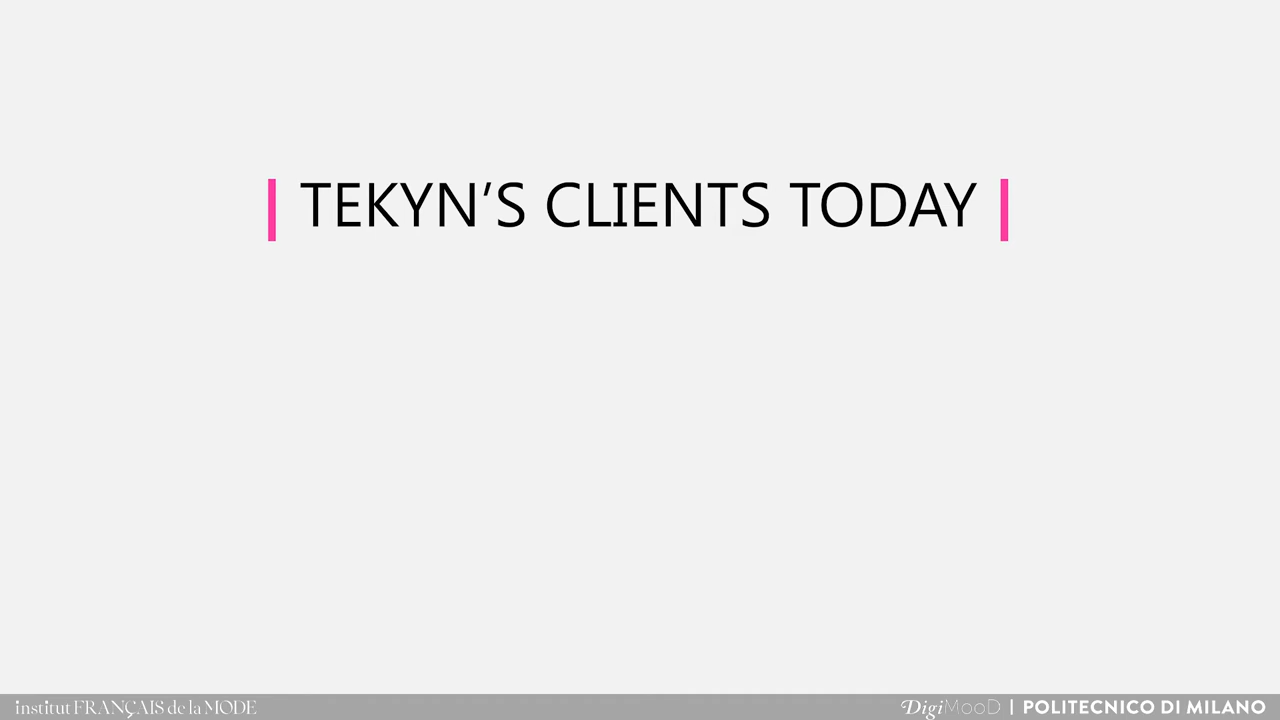 | TEKYN’S CLIENTS TODAY |
institut FRANÇAIS de la MODE
DigiMooD | POLITECNICO DI MILANO